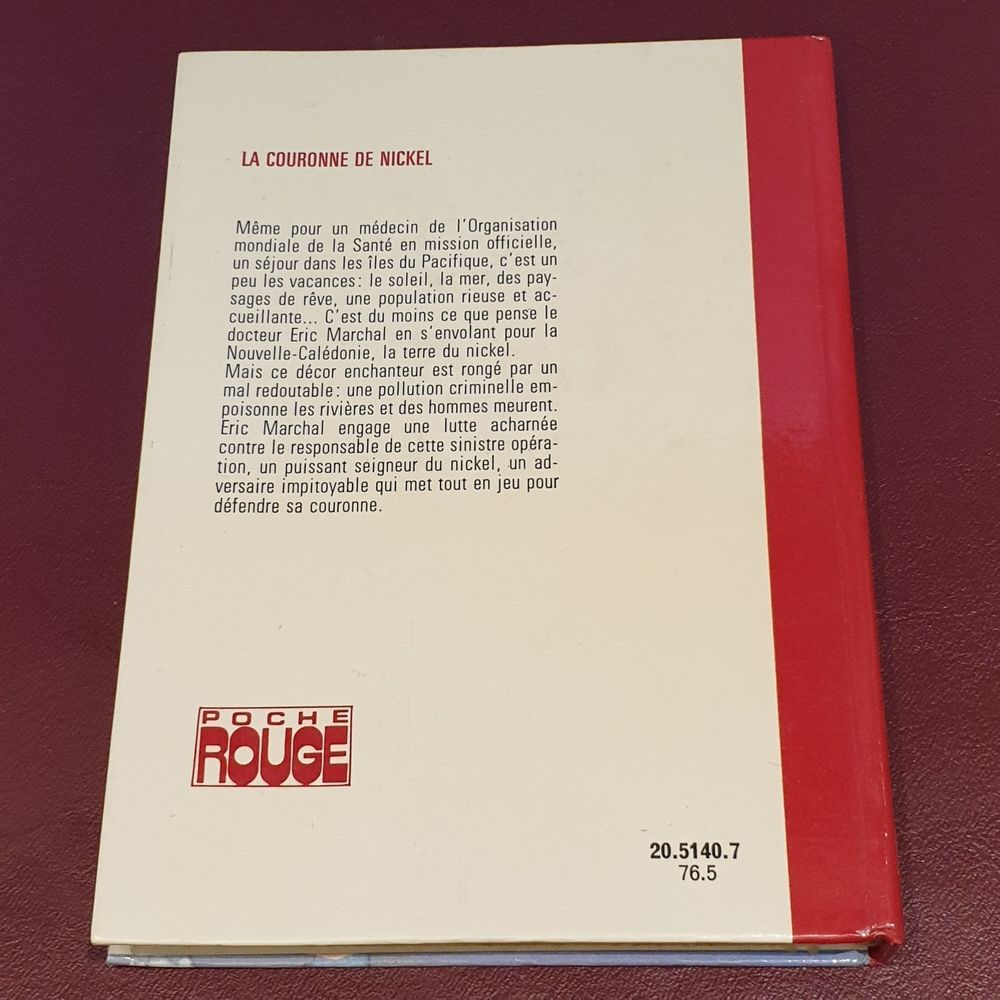 LA COURONNE DE NICKEL
Même pour un médecin de l'Organisation
mondiale de la Santé en mission officielle,
un séjour dans les îles du Pacifique, c'est un
peu les vacances: le soleil, la mer, des pay-
sages de rêve, une population rieuse et ac-
cueillante... C'est du moins ce que pense le
docteur Eric Marchal en s'envolant pour la
Nouvelle-Calédonie, la terre du nickel.
Mais ce décor enchanteur est rongé par un
mal redoutable: une pollution criminelle em-
poisonne les rivières et des hommes meurent.
Eric Marchal engage une lutte acharnée
contre le responsable de cette sinistre opéra-
tion, un puissant seigneur du nickel, un ad-
versaire impitoyable qui met tout en jeu pour
défendre sa couronne.
POCHE
ROUGE
20.5140.7
76.5